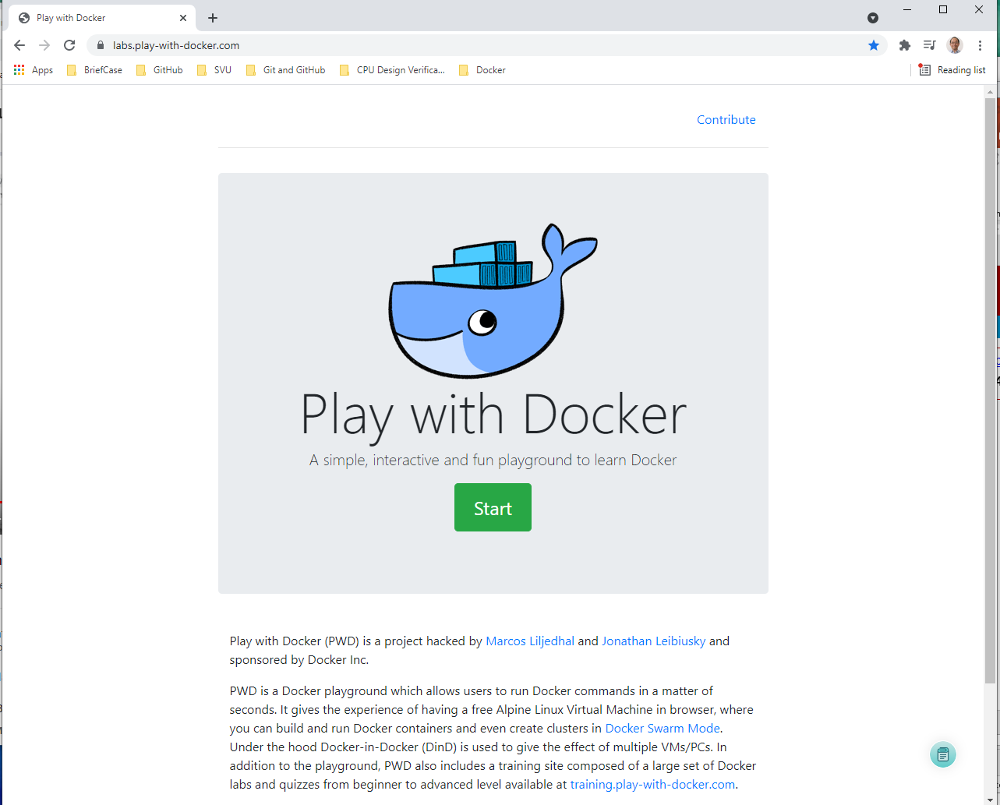 Play with Docker
labs.play-with-docker.com
Apps BriefCase GitHub SVU Git and GitHub CPU Design Verifica... Docker Reading list
Contribute
Play with Docker
A simple, interactive and fun playground to learn Docker
Start
Play with Docker (PWD) is a project hacked by Marcos Liljedhal and Jonathan Leibiusky and
sponsored by Docker Inc.
PWD is a Docker playground which allows users to run Docker commands in a matter of
seconds. It gives the experience of having a free Alpine Linux Virtual Machine in browser, where
you can build and run Docker containers and even create clusters in Docker Swarm Mode.
Under the hood Docker-in-Docker (DinD) is used to give the effect of multiple VMs/PCs. In
addition to the playground, PWD also includes a training site composed of a large set of Docker
labs and quizzes from beginner to advanced level available at training.play-with-docker.com.